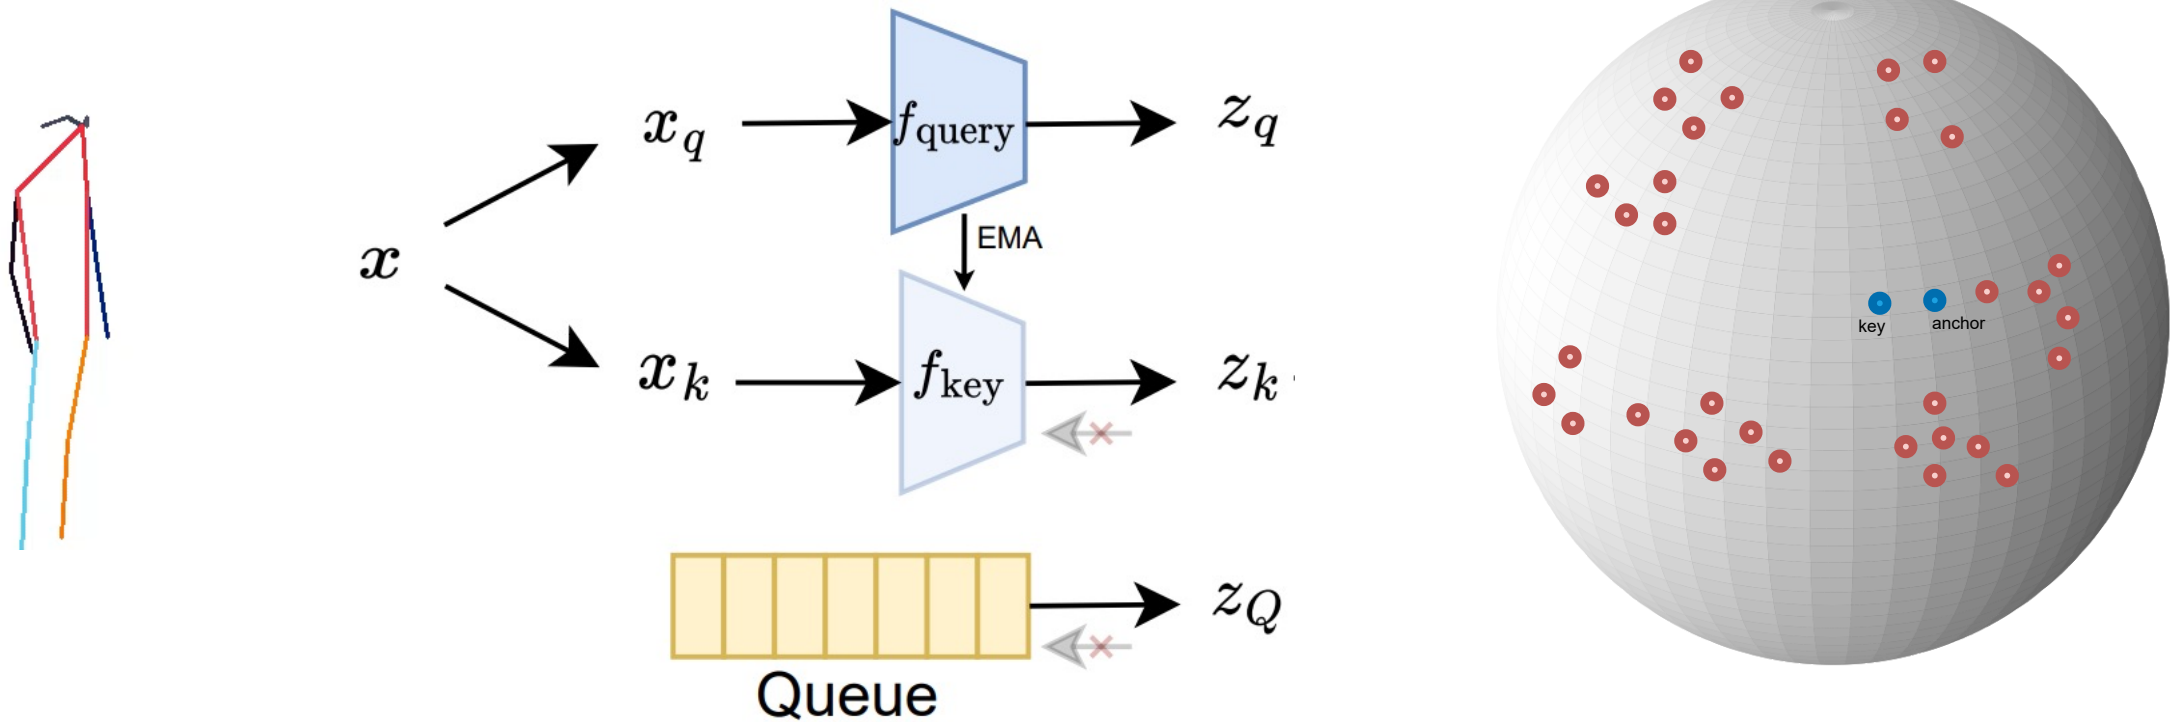 x
x_q
f_query
z_q
EMA
x_k
f_key
z_k
z_Q
Queue
key
anchor